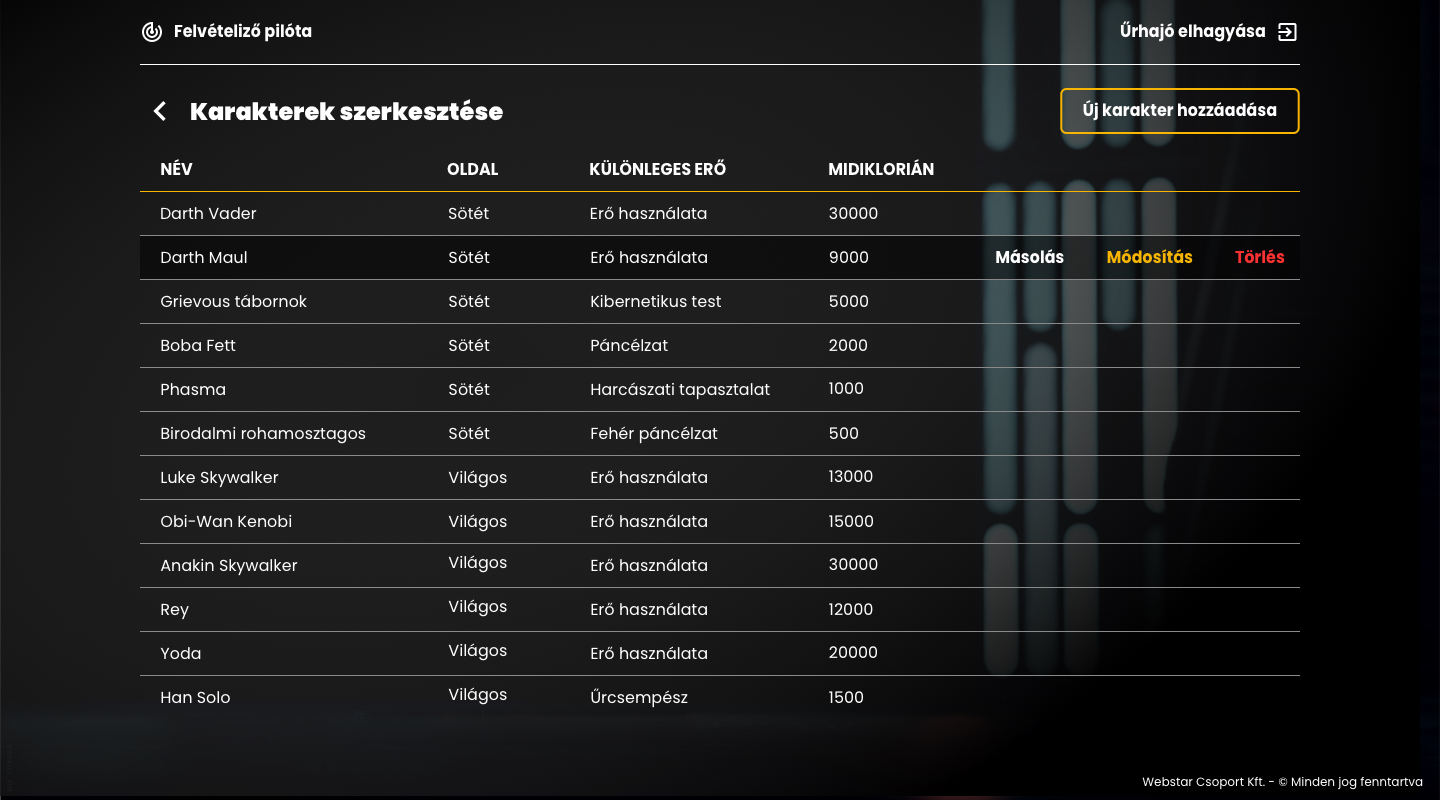 Felvételiző pilóta Űrhajó elhagyása
Karakterek szerkesztése Új karakter hozzáadása
NÉV OLDAL KÜLÖNLEGES ERŐ MIDIKLORIÁN
Darth Vader Sötét Erő használata 30000
Darth Maul Sötét Erő használata 9000 Másolás Módosítás Törlés
Grievous tábornok Sötét Kibernetikus test 5000
Boba Fett Sötét Páncélzat 2000
Phasma Sötét Harcászati tapasztalat 1000
Birodalmi rohamosztagos Sötét Fehér páncélzat 500
Luke Skywalker Világos Erő használata 13000
Obi-Wan Kenobi Világos Erő használata 15000
Anakin Skywalker Világos Erő használata 30000
Rey Világos Erő használata 12000
Yoda Világos Erő használata 20000
Han Solo Világos Űrcsempész 1500
Webstar Csoport Kft. - © Minden jog fenntartva